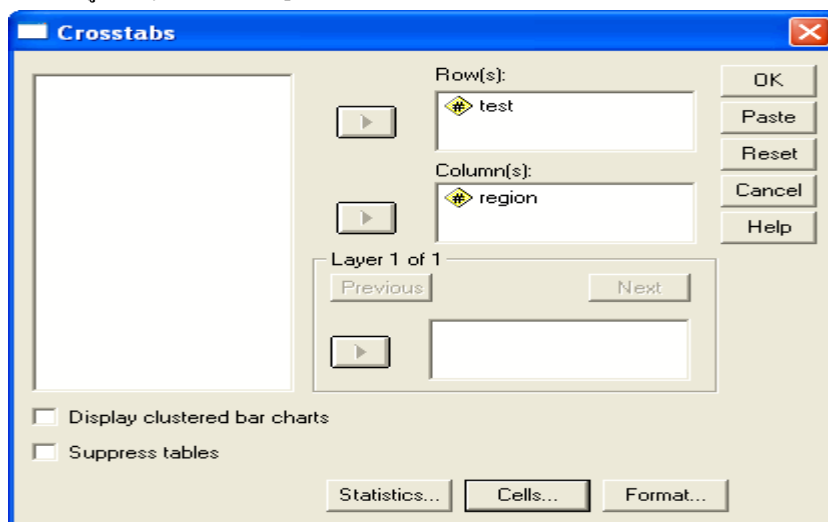 Crosstabs
Row(s):
test
Column(s):
region
OK
Paste
Reset
Cancel
Help
Layer 1 of 1
Previous
Next
Display clustered bar charts
Suppress tables
Statistics...
Cells...
Format...